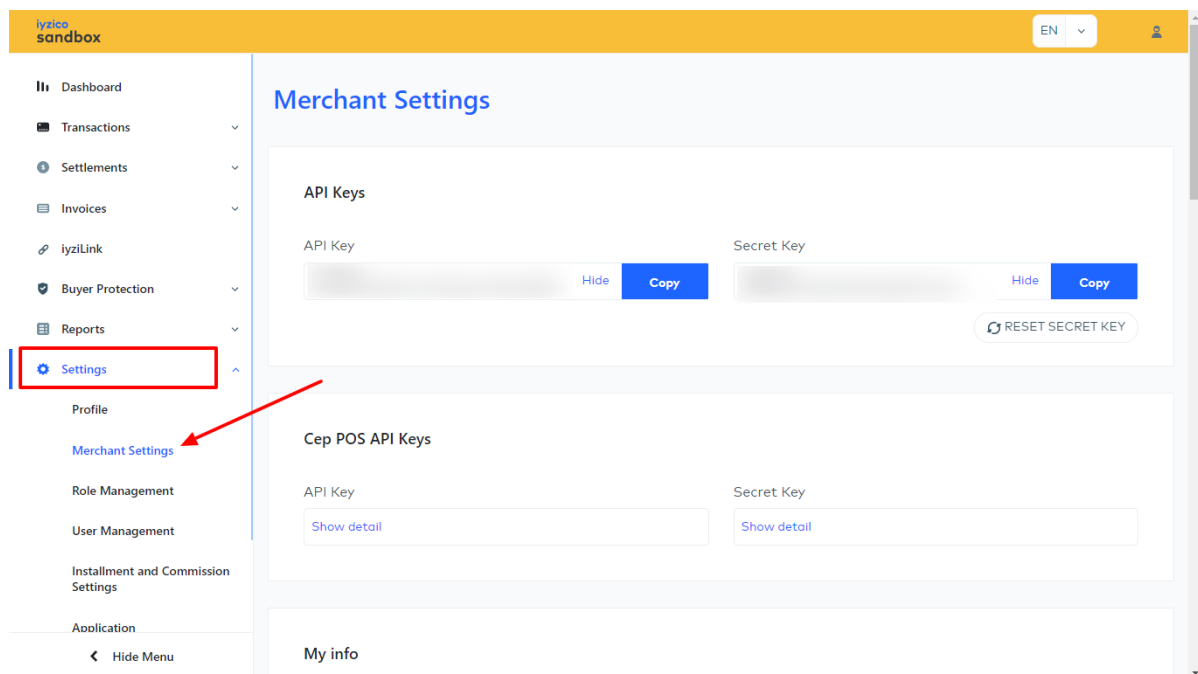 iyzico
sandbox
EN
Dashboard
Transactions
Settlements
Invoices
iyziLink
Buyer Protection
Reports
Settings
Profile
Merchant Settings
Role Management
User Management
Installment and Commission
Settings
Application
Hide Menu
Merchant Settings
API Keys
API Key
Hide
Copy
Secret Key
Hide
Copy
RESET SECRET KEY
Cep POS API Keys
API Key
Show detail
Secret Key
Show detail
My info